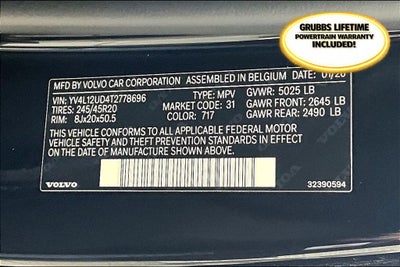 GRUBBS LIFETIME
POWERTRAIN WARRANTY
INCLUDED!
MFD BY VOLVO CAR CORPORATION ASSEMBLED IN BELGIUM 01/26
VIN: YV4L12UD4T2778696 TYPE: MPV GVWR: 5025 LB
TIRES: 245/45R20 MARKET CODE: 31 GAWR FRONT: 2645 LB
RIM: 8Jx20x50.5 COLOR: 717 GAWR REAR: 2490 LB
THIS VEHICLE CONFORMS TO ALL APPLICABLE FEDERAL MOTOR
VEHICLE SAFETY AND THEFT PREVENTION STANDARDS IN EFFECT ON
THE DATE OF MANUFACTURE SHOWN ABOVE.
VOLVO 32390594